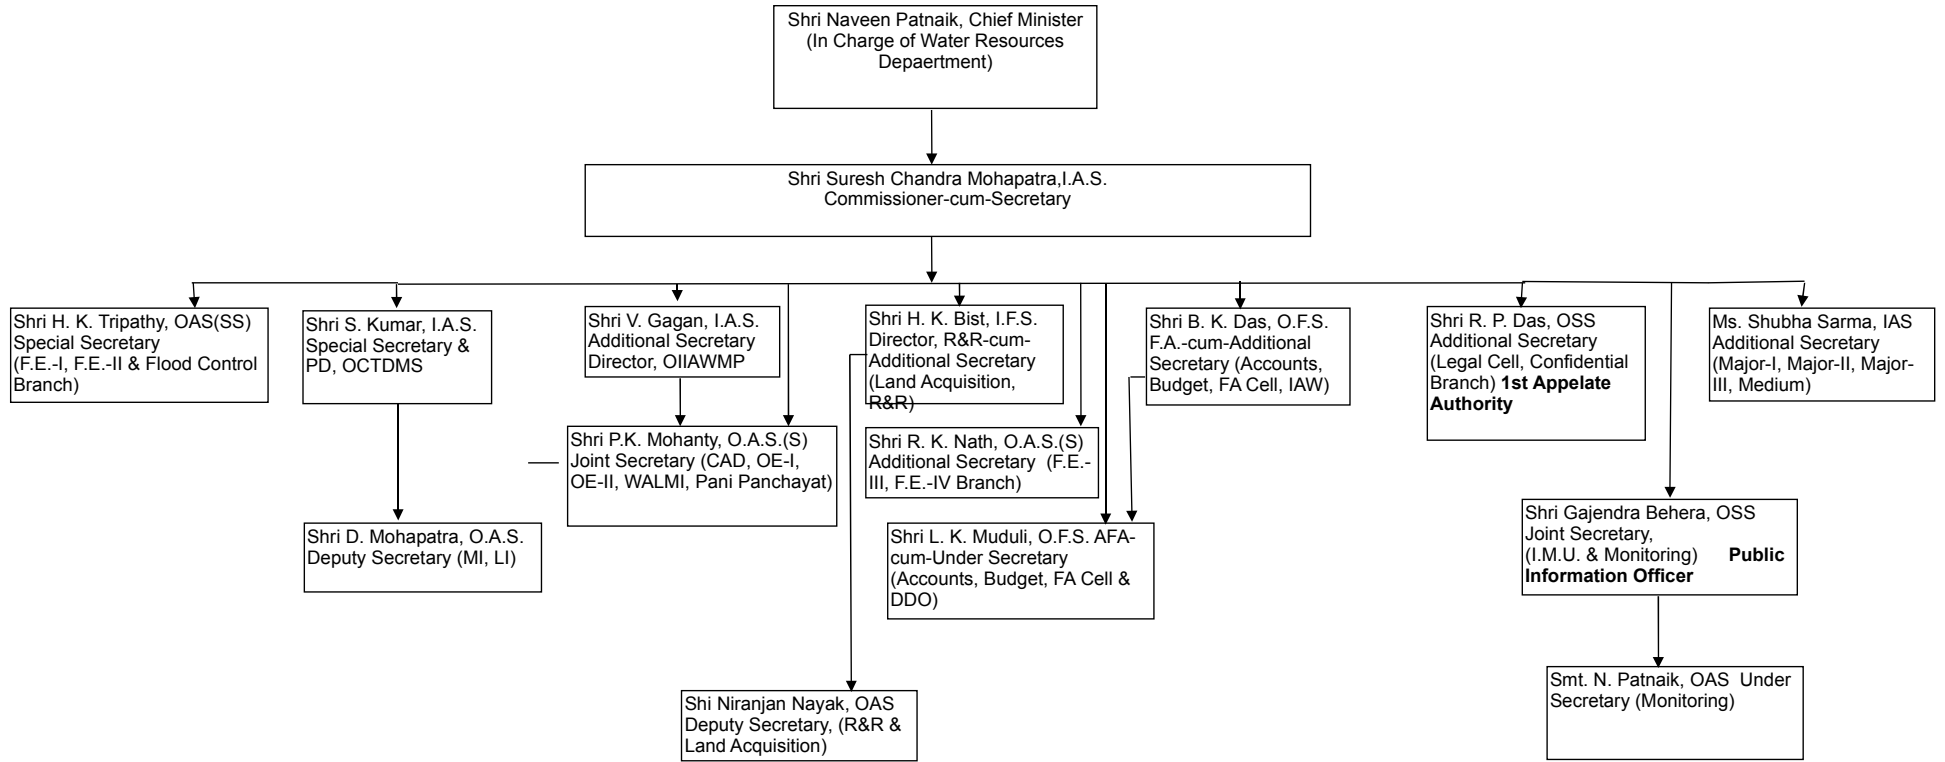 Shri Naveen Patnaik, Chief Minister
(In Charge of Water Resources
Depaertment)
Shri Suresh Chandra Mohapatra,I.A.S.
Commissioner-cum-Secretary
Shri H. K. Tripathy, OAS(SS)
Special Secretary
(F.E.-I, F.E.-II & Flood Control
Branch)
Shri S. Kumar, I.A.S.
Special Secretary &
PD, OCTDMS
Shri V. Gagan, I.A.S.
Additional Secretary
Director, OIIAWMP
Shri H. K. Bist, I.F.S.
Director, R&R-cum-
Additional Secretary
(Land Acquisition,
R&R)
Shri B. K. Das, O.F.S.
F.A.-cum-Additional
Secretary (Accounts,
Budget, FA Cell, IAW)
Shri R. P. Das, OSS
Additional Secretary
(Legal Cell, Confidential
Branch) 1st Appelate
Authority
Ms. Shubha Sarma, IAS
Additional Secretary
(Major-I, Major-II, Major-
III, Medium)
Shri P.K. Mohanty, O.A.S.(S)
Joint Secretary (CAD, OE-I,
OE-II, WALMI, Pani Panchayat)
Shri R. K. Nath, O.A.S.(S)
Additional Secretary (F.E.-
III, F.E.-IV Branch)
Shri D. Mohapatra, O.A.S.
Deputy Secretary (MI, LI)
Shri L. K. Muduli, O.F.S. AFA-
cum-Under Secretary
(Accounts, Budget, FA Cell &
DDO)
Shri Gajendra Behera, OSS
Joint Secretary,
(I.M.U. & Monitoring) Public
Information Officer
Shi Niranjan Nayak, OAS
Deputy Secretary, (R&R &
Land Acquisition)
Smt. N. Patnaik, OAS Under
Secretary (Monitoring)